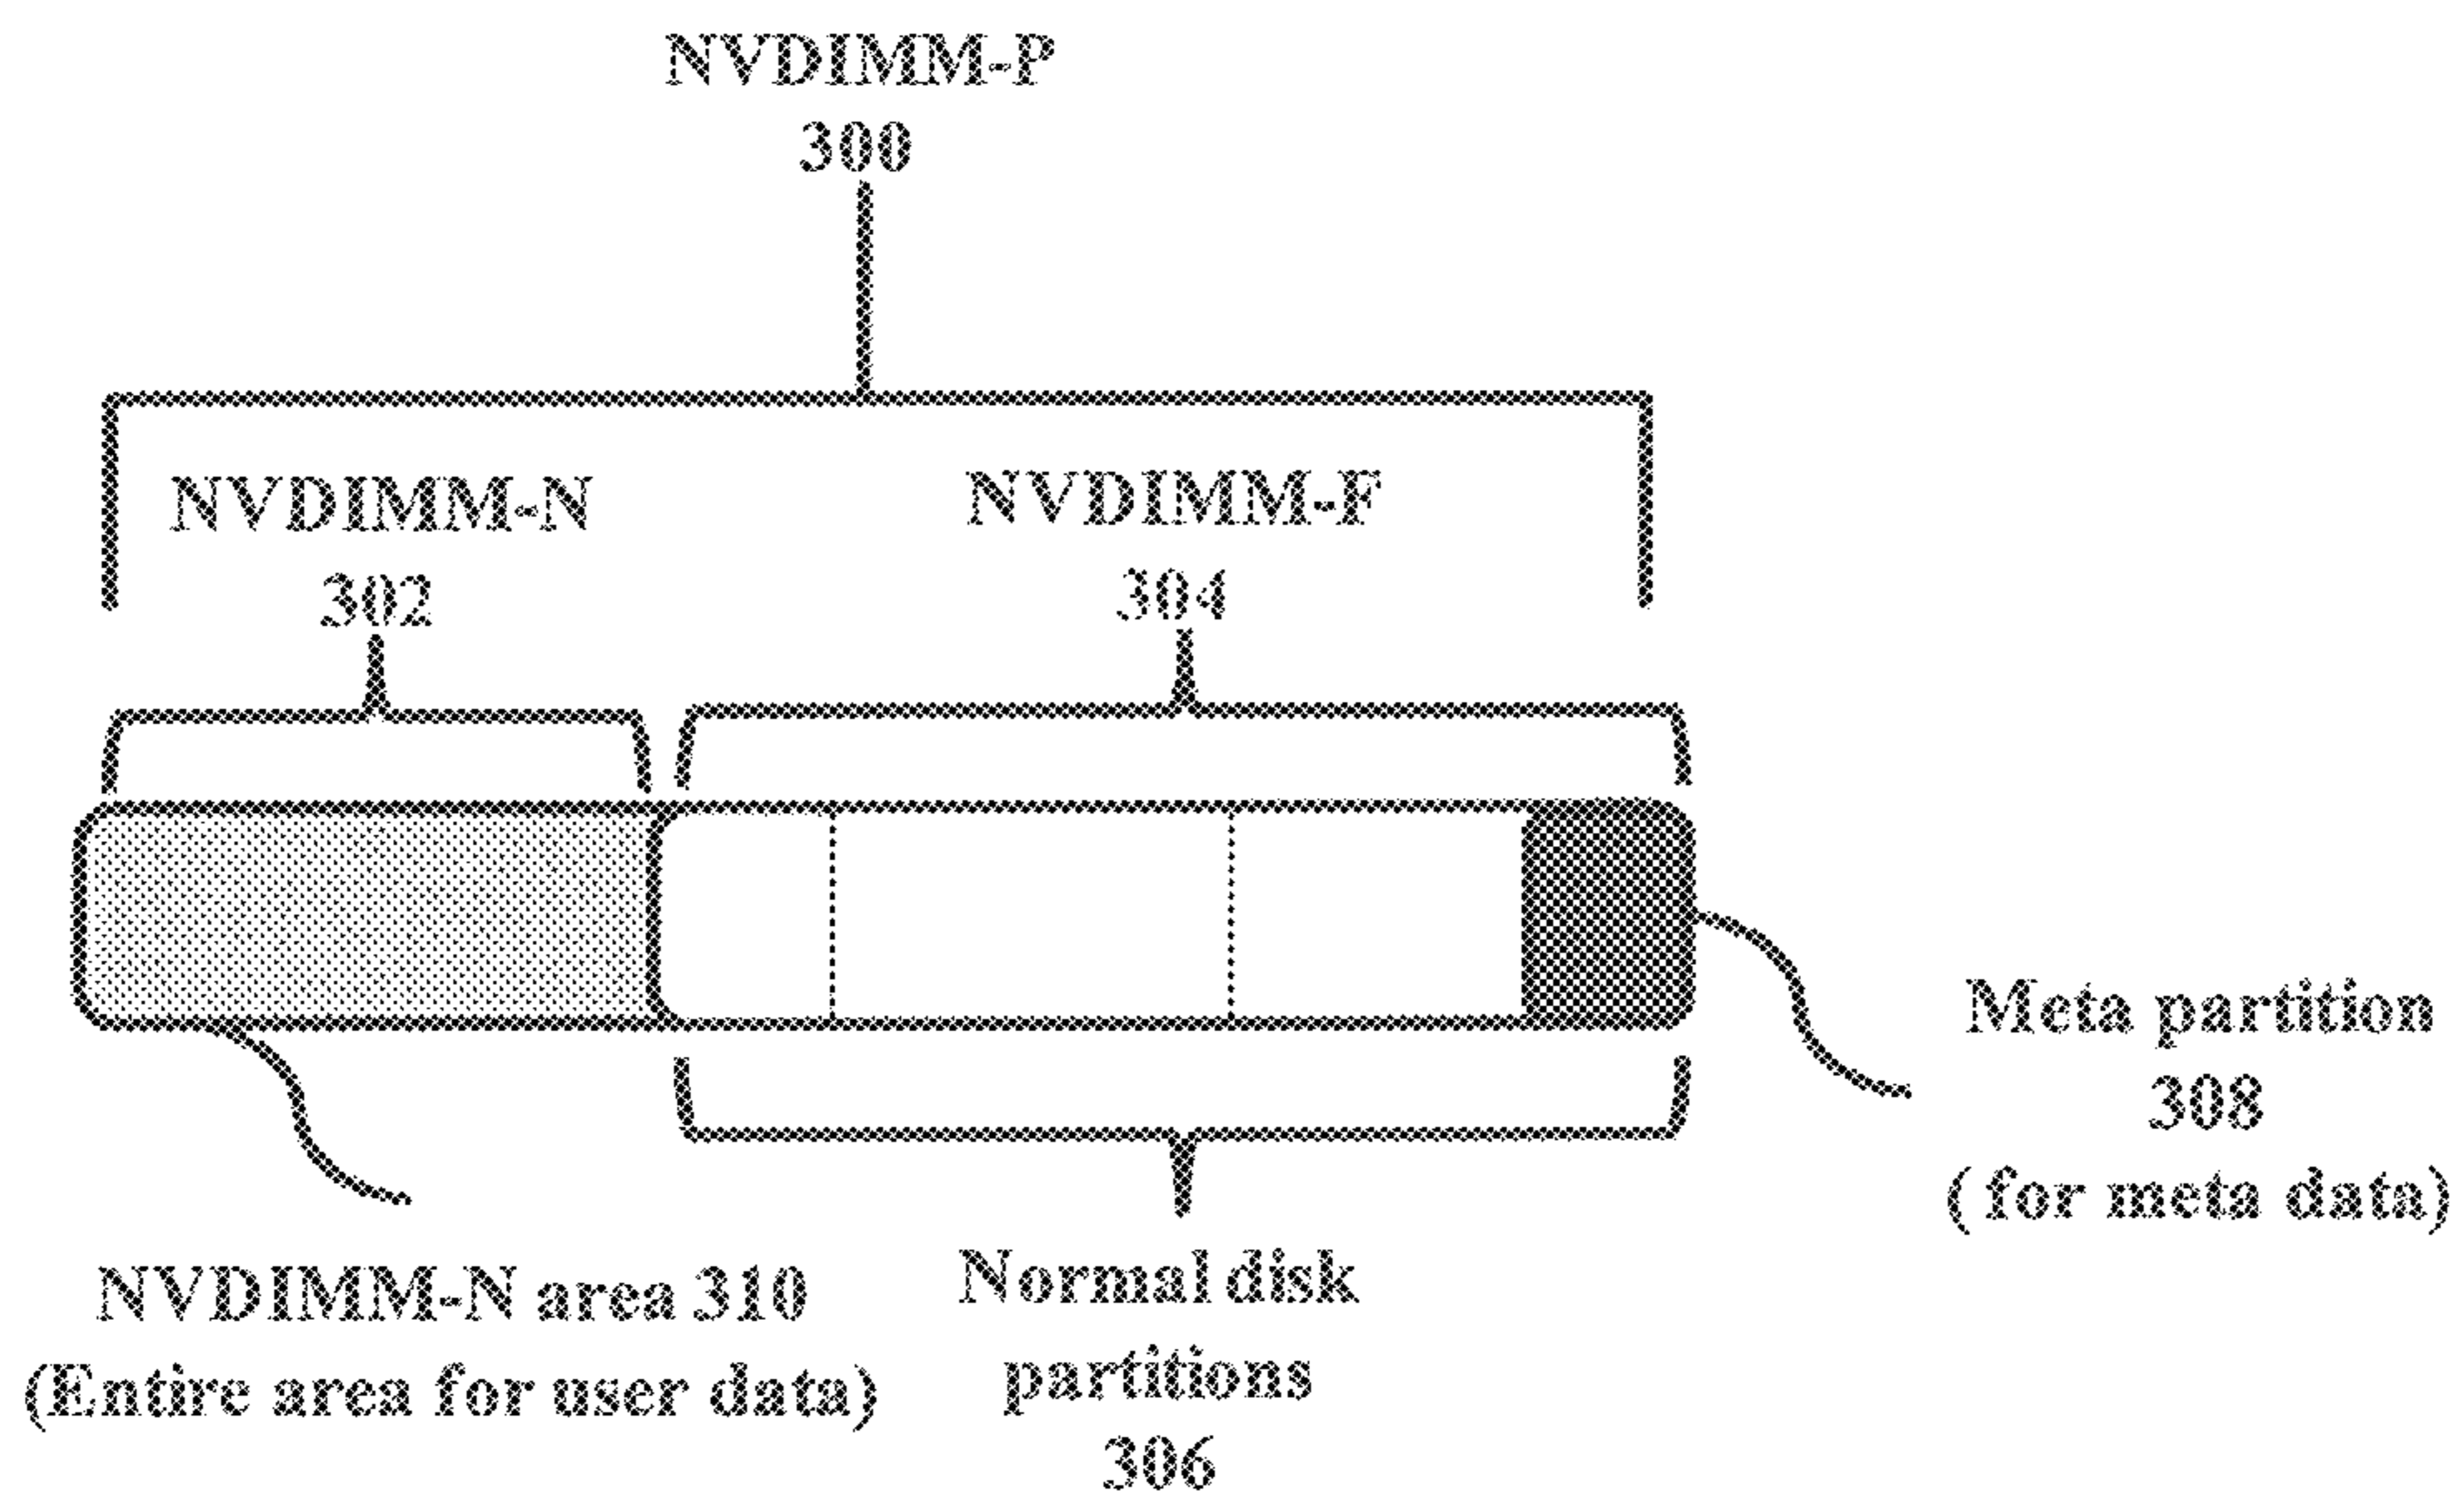 NVDIMM-P
300
NVDIMM-N
302
NVDIMM-F
304
Meta partition
308
( for meta data)
NVDIMM-N area 310
(Entire area for user data)
Normal disk
partitions
306